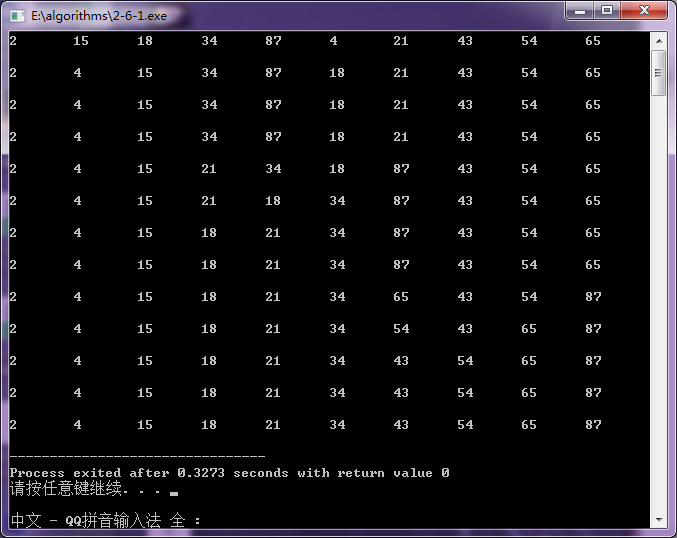 E:\algorithms\2-6-1.exe
2 15 18 34 87 4 21 43 54 65
2 4 15 34 87 18 21 43 54 65
2 4 15 34 87 18 21 43 54 65
2 4 15 34 87 18 21 43 54 65
2 4 15 21 34 18 87 43 54 65
2 4 15 21 18 34 87 43 54 65
2 4 15 18 21 34 87 43 54 65
2 4 15 18 21 34 87 43 54 65
2 4 15 18 21 34 65 43 54 87
2 4 15 18 21 34 54 43 65 87
2 4 15 18 21 34 43 54 65 87
2 4 15 18 21 34 43 54 65 87
2 4 15 18 21 34 43 54 65 87
--------------------------------
Process exited after 0.3273 seconds with return value 0
请按任意键继续. . .
中文 - QQ拼音输入法 全 :